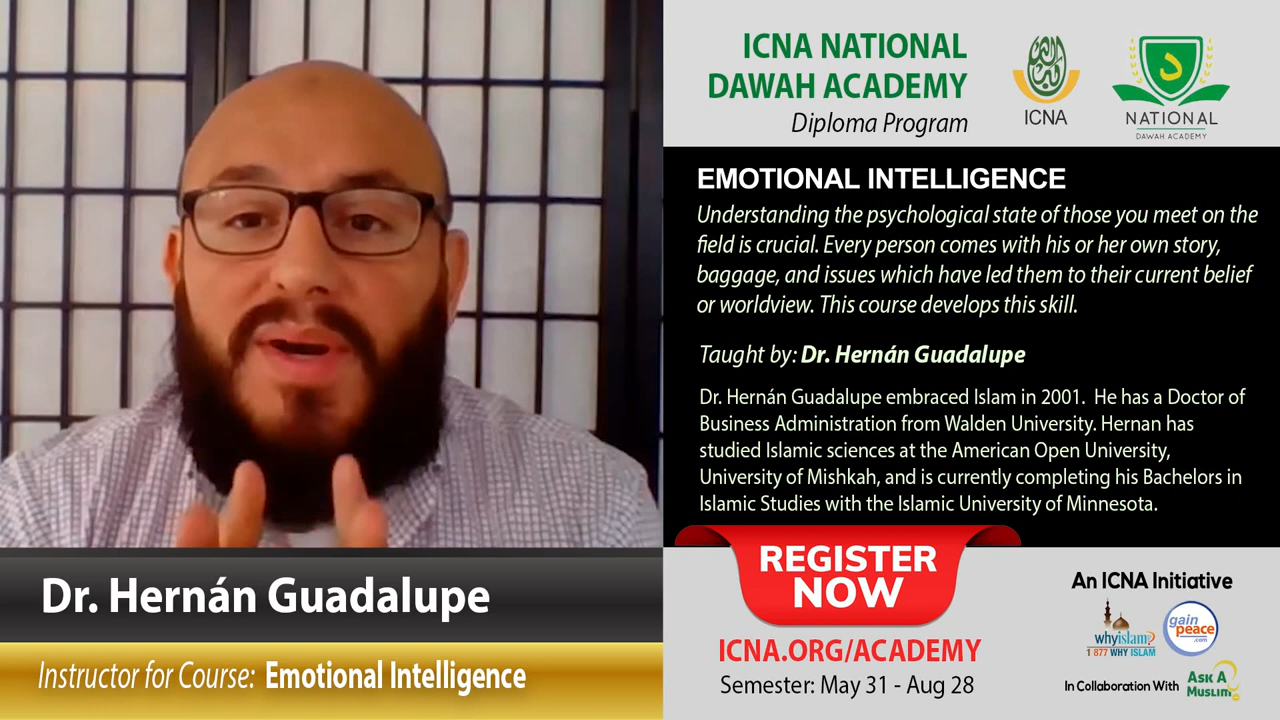 Dr. Hernán Guadalupe
Instructor for Course: Emotional Intelligence
ICNA NATIONAL
DAWAH ACADEMY
Diploma Program
ICNA
NATIONAL
DAWAH ACADEMY
EMOTIONAL INTELLIGENCE
Understanding the psychological state of those you meet on the
field is crucial. Every person comes with his or her own story,
baggage, and issues which have led them to their current belief
or worldview. This course develops this skill.
Taught by: Dr. Hernán Guadalupe
Dr. Hernán Guadalupe embraced Islam in 2001. He has a Doctor of
Business Administration from Walden University. Hernan has
studied Islamic sciences at the American Open University,
University of Mishkah, and is currently completing his Bachelors in
Islamic Studies with the Islamic University of Minnesota.
REGISTER
NOW
ICNA.ORG/ACADEMY
Semester: May 31 - Aug 28
An ICNA Initiative
whyislam?
1 877 WHY ISLAM
gain
peace
.com
In Collaboration With
ASK A
MUSLIM